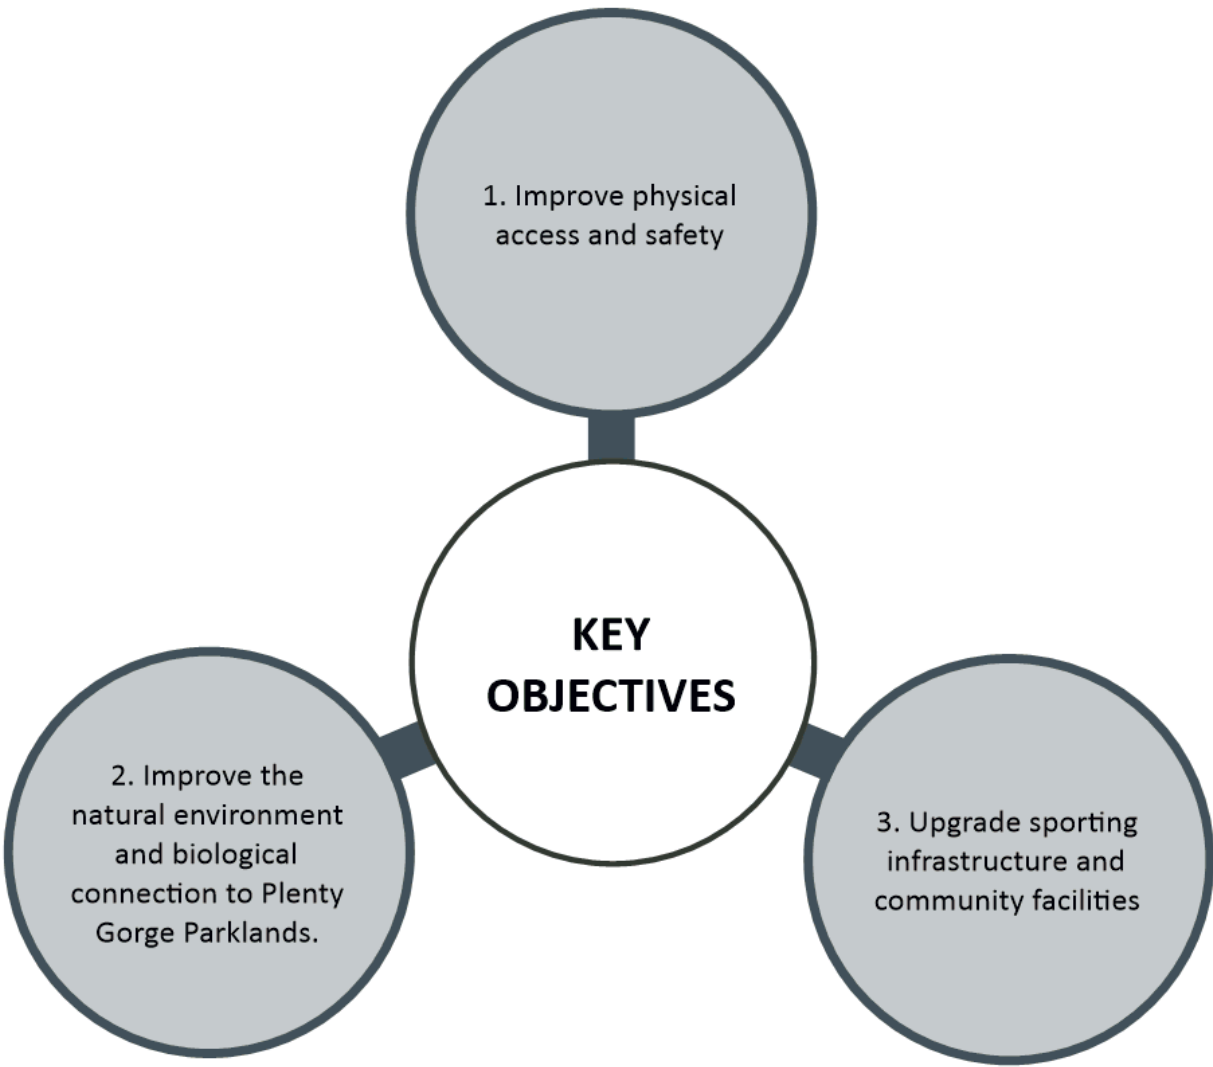 1. Improve physical
access and safety
KEY
OBJECTIVES
2. Improve the
natural environment
and biological
connection to Plenty
Gorge Parklands.
3. Upgrade sporting
infrastructure and
community facilities